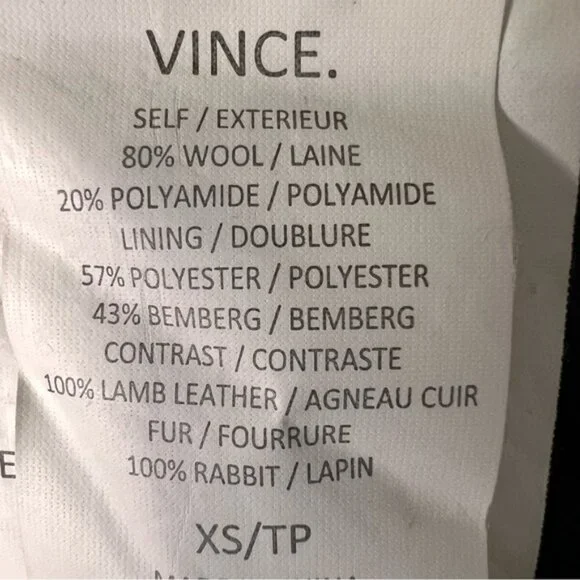 VINCE.
SELF / EXTERIEUR
80% WOOL / LAINE
20% POLYAMIDE / POLYAMIDE
LINING / DOUBLURE
57% POLYESTER / POLYESTER
43% BEMBERG / BEMBERG
CONTRAST / CONTRASTE
100% LAMB LEATHER / AGNEAU CUIR
FUR / FOURRURE
E
100% RABBIT / LAPIN
XS/TP